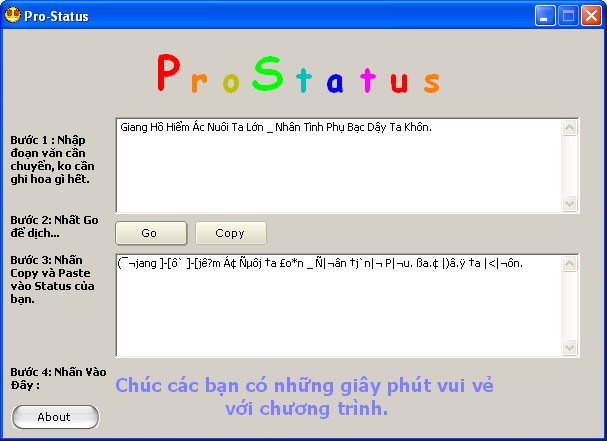 Pro-Status
ProStatus
Bước 1 : Nhập
đoạn văn cần
chuyển, ko cần
ghi hoa gì hết.
Giang Hồ Hiểm Ác Nuôi Ta Lớn _ Nhân Tình Phụ Bạc Dậy Ta Khôn.
Bước 2: Nhất Go
để dịch...
Go
Copy
Bước 3: Nhấn
Copy và Paste
vào Status của
bạn.
(¯¬jang ]-[ô` ]-[jê?m Á¢ Ñµôj †a £o*n _ Ñ|¬ân †j`n|¬ P|¬u. ßa.¢ |)â.ÿ †a |<|¬ôn.
Bước 4: Nhấn Vào
Đây :
About
Chúc các bạn có những giây phút vui vẻ
với chương trình.